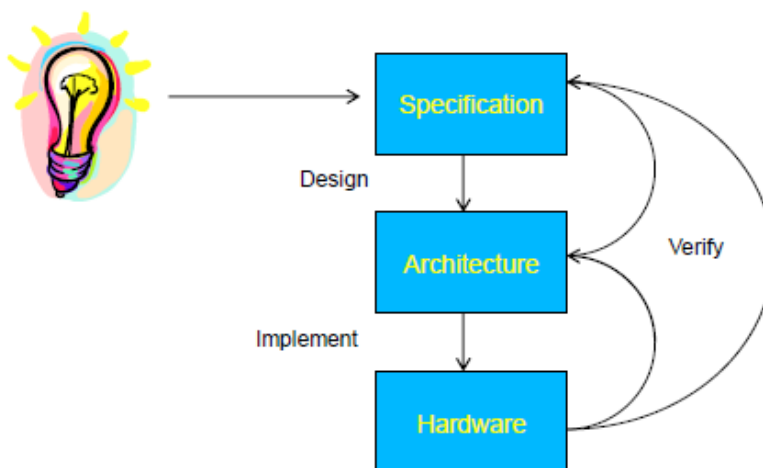 Specification
Design
Architecture
Verify
Implement
Hardware